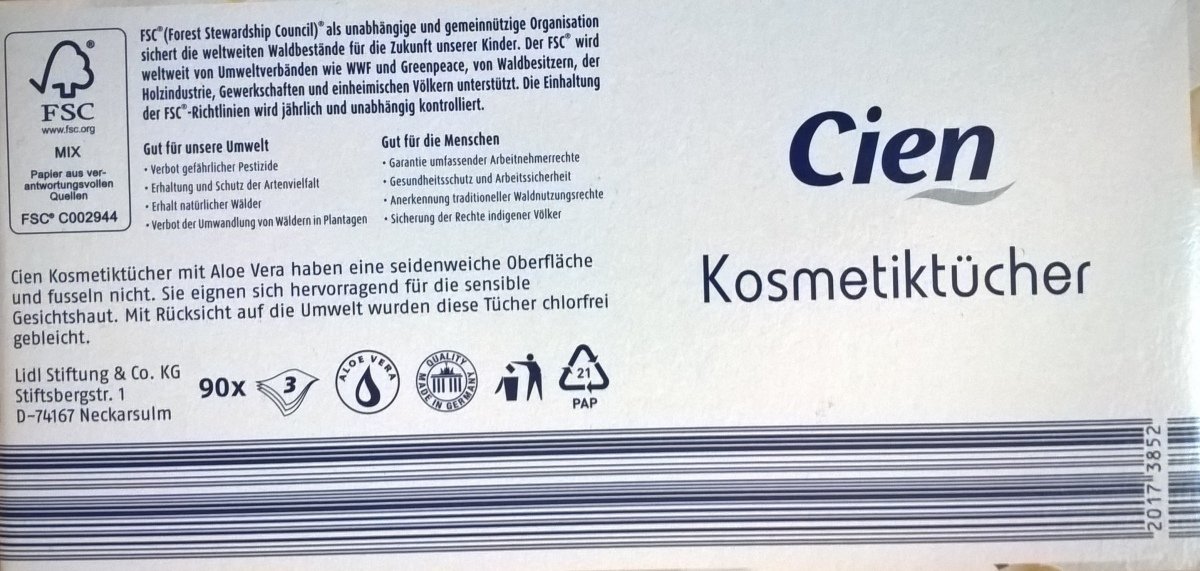 FSC
www.fsc.org
MIX
Papier aus ver-
antwortungsvollen
Quellen
FSC® C002944
FSC®(Forest Stewardship Council)® als unabhängige und gemeinnützige Organisation
sichert die weltweiten Waldbestände für die Zukunft unserer Kinder. Der FSC® wird
weltweit von Umweltverbänden wie WWF und Greenpeace, von Waldbesitzern, der
Holzindustrie, Gewerkschaften und einheimischen Völkern unterstützt. Die Einhaltung
der FSC®-Richtlinien wird jährlich und unabhängig kontrolliert.
Gut für unsere Umwelt
• Verbot gefährlicher Pestizide
• Erhaltung und Schutz der Artenvielfalt
• Erhalt natürlicher Wälder
• Verbot der Umwandlung von Wäldern in Plantagen
Gut für die Menschen
• Garantie umfassender Arbeitnehmerrechte
• Gesundheitsschutz und Arbeitssicherheit
• Anerkennung traditioneller Waldnutzungsrechte
• Sicherung der Rechte indigener Völker
Cien Kosmetiktücher mit Aloe Vera haben eine seidenweiche Oberfläche
und fusseln nicht. Sie eignen sich hervorragend für die sensible
Gesichtshaut. Mit Rücksicht auf die Umwelt wurden diese Tücher chlorfrei
gebleicht.
Lidl Stiftung & Co. KG
Stiftsbergstr. 1
D-74167 Neckarsulm
90x
3
ALOE VERA
QUALITY
MADE IN GERMANY
21
PAP
Cien
Kosmetiktücher
2017 3852